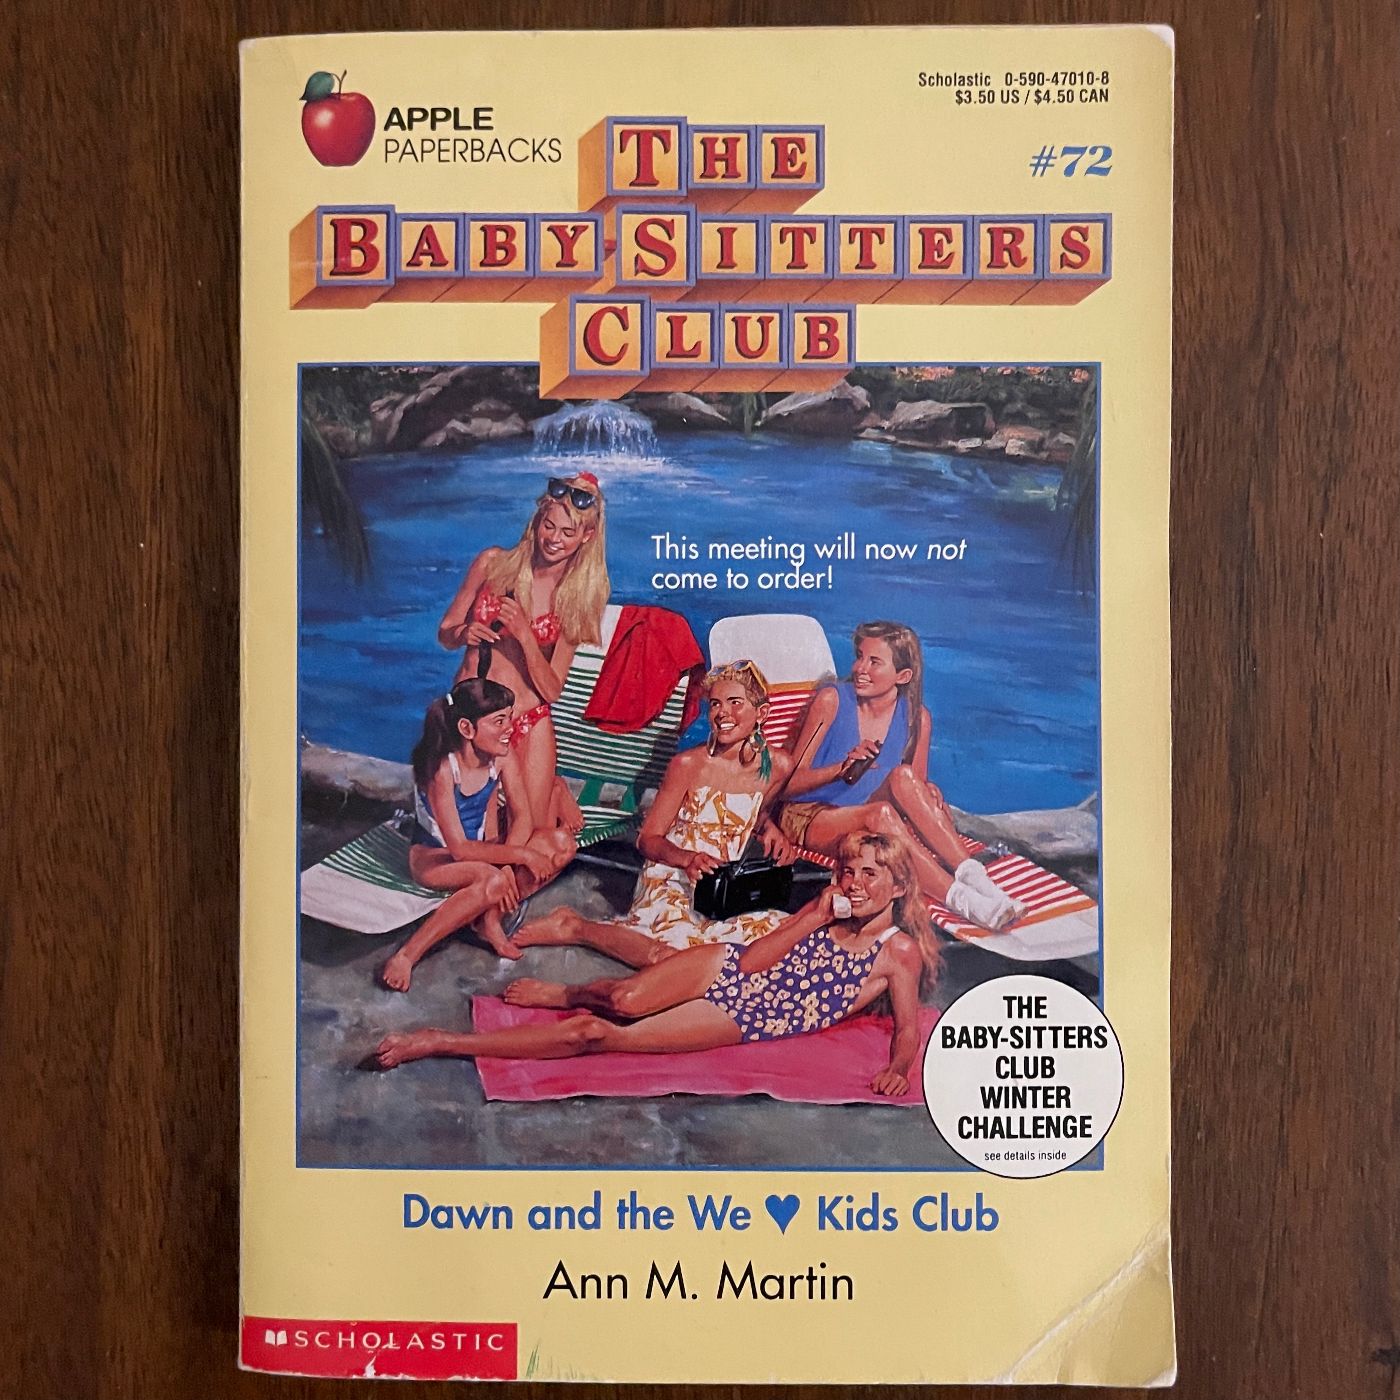 APPLE
PAPERBACKS
Scholastic 0-590-47010-8
$3.50 US / $4.50 CAN
#72
THE
BABY-SITTERS
CLUB
This meeting will now not
come to order!
THE
BABY-SITTERS
CLUB
WINTER
CHALLENGE
see details inside
Dawn and the We ♥ Kids Club
Ann M. Martin
SCHOLASTIC